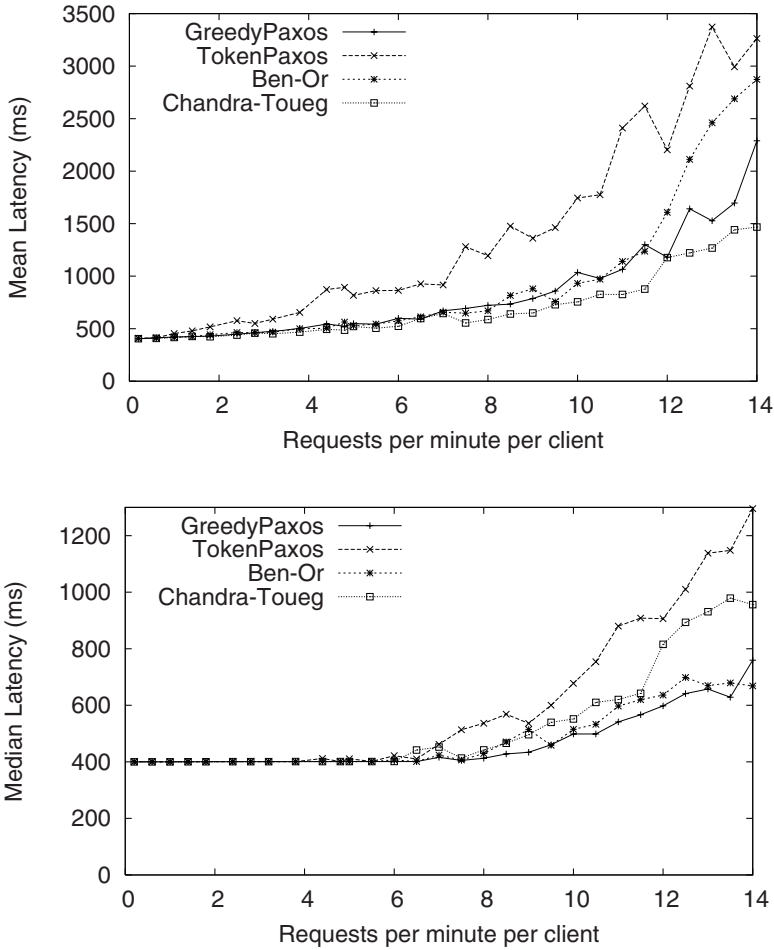 3500
3000
2500
2000
1500
1000
500
0
Mean Latency (ms)
GreedyPaxos
TokenPaxos
Ben-Or
Chandra-Toueg
0 2 4 6 8 10 12 14
Requests per minute per client
1200
1000
800
600
400
200
0
Median Latency (ms)
GreedyPaxos
TokenPaxos
Ben-Or
Chandra-Toueg
0 2 4 6 8 10 12 14
Requests per minute per client